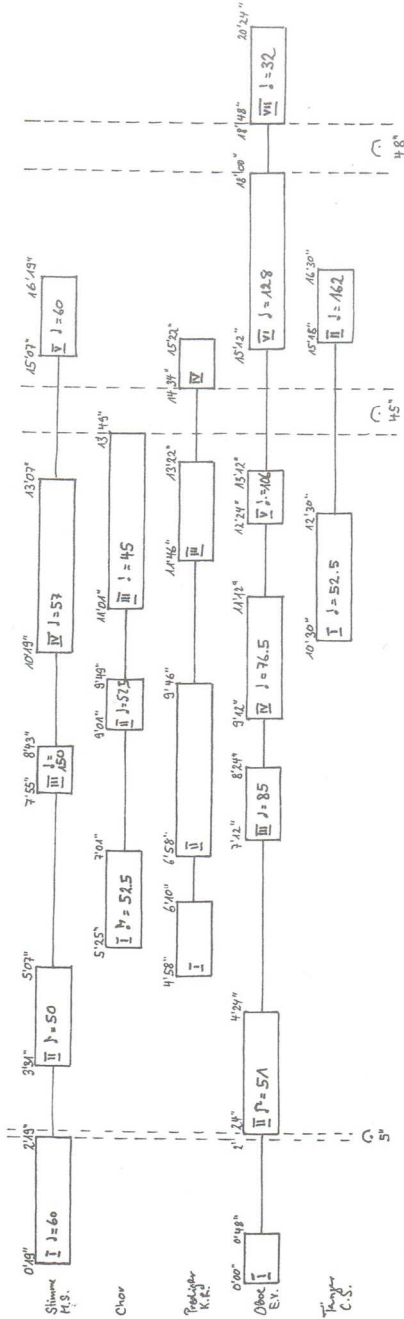 0'19" 2'19" 3'31" 5'07" 7'55" 8'43" 10'19" 13'07" 15'07" 16'19"
Stimme
I ♩=60 II ♪=50 III ♩=150 IV ♩=57 V ♩=60
5'25" 7'01" 9'01" 9'49" 11'01" 13'49"
Chor
I ♪=52.5 II ♩=52.5 III ♩=45
4'58" 6'10" 6'58" 9'46" 11'46" 13'22" 14'34" 15'22"
Prediger
K.R.
I II III IV
0'00" 0'48" 2'24" 4'24" 7'12" 8'24" 9'12" 11'12" 12'24" 13'12" 15'12" 18'00" 18'48" 20'24"
Oboe
E.V.
I II ♪=51 III ♩=85 IV ♩=76.5 V ♩=106 VI ♩=128 VII ♩=32
10'30" 12'30" 15'18" 16'30"
Tänzer
C.S.
I ♩=52.5 II ♩=162
5" 45" 48"